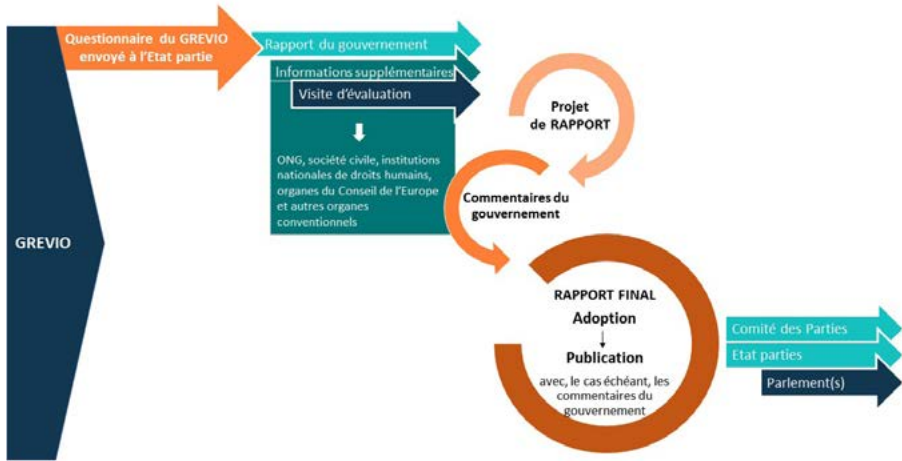 GREVIO
Questionnaire du GREVIO
envoyé à l'Etat partie
Rapport du gouvernement
Informations supplémentaires
Visite d'évaluation
ONG, société civile, institutions
nationales de droits humains,
organes du Conseil de l'Europe
et autres organes
conventionnels
Projet
de RAPPORT
Commentaires du
gouvernement
RAPPORT FINAL
Adoption
Publication
avec, le cas échéant, les
commentaires du
gouvernement
Comité des Parties
Etat parties
Parlement(s)